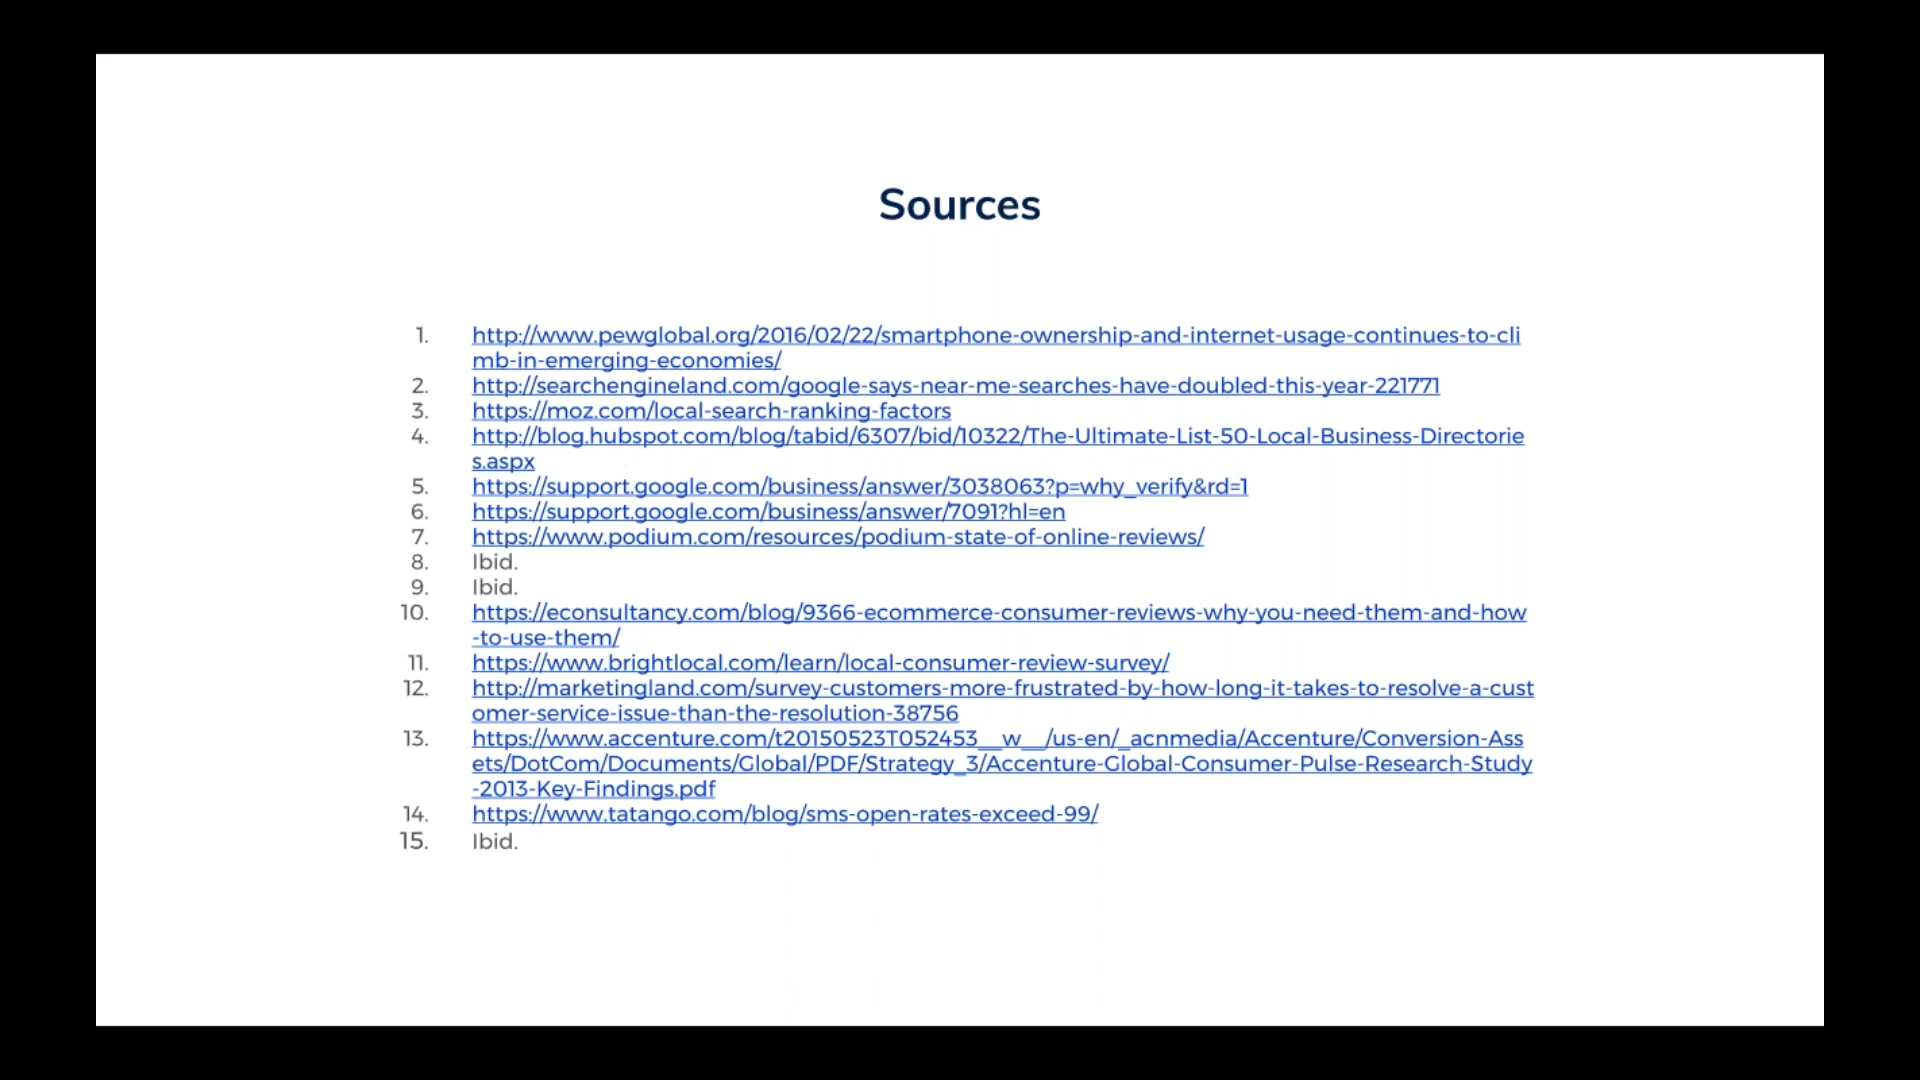 Sources
1. http://www.pewglobal.org/2016/02/22/smartphone-ownership-and-internet-usage-continues-to-cli
mb-in-emerging-economies/
2. http://searchengineland.com/google-says-near-me-searches-have-doubled-this-year-221771
3. https://moz.com/local-search-ranking-factors
4. http://blog.hubspot.com/blog/tabid/6307/bid/10322/The-Ultimate-List-50-Local-Business-Directorie
s.aspx
5. https://support.google.com/business/answer/3038063?p=why_verify&rd=1
6. https://support.google.com/business/answer/7091?hl=en
7. https://www.podium.com/resources/podium-state-of-online-reviews/
8. Ibid.
9. Ibid.
10. https://econsultancy.com/blog/9366-ecommerce-consumer-reviews-why-you-need-them-and-how
-to-use-them/
11. https://www.brightlocal.com/learn/local-consumer-review-survey/
12. http://marketingland.com/survey-customers-more-frustrated-by-how-long-it-takes-to-resolve-a-cust
omer-service-issue-than-the-resolution-38756
13. https://www.accenture.com/t20150523T052453__w__/us-en/_acnmedia/Accenture/Conversion-Ass
ets/DotCom/Documents/Global/PDF/Strategy_3/Accenture-Global-Consumer-Pulse-Research-Study
-2013-Key-Findings.pdf
14. https://www.tatango.com/blog/sms-open-rates-exceed-99/
15. Ibid.